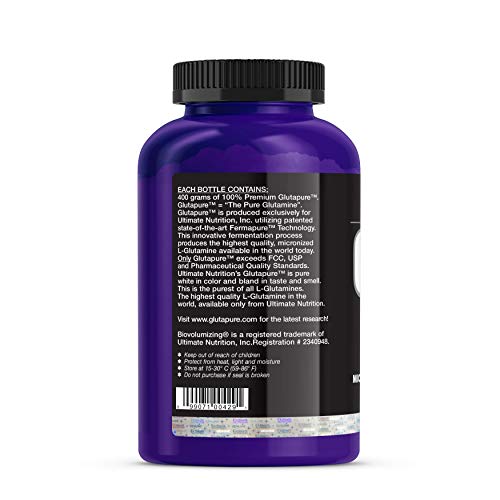 EACH BOTTLE CONTAINS:
400 grams of 100% Premium Glutapure™.
Glutapure™ = "The Pure Glutamine".
Glutapure™ is produced exclusively for
Ultimate Nutrition, Inc. utilizing patented
state-of-the-art Fermapure™ Technology.
This innovative fermentation process
produces the highest quality, micronized
L-Glutamine available in the world today.
Only Glutapure™ exceeds FCC, USP
and Pharmaceutical Quality Standards.
Ultimate Nutrition's Glutapure™ is pure
white in color and bland in taste and smell.
This is the purest of all L-Glutamines.
The highest quality L-Glutamine in the
world, available only from Ultimate Nutrition.
Visit www.glutapure.com for the latest research!
Biovolumizing® is a registered trademark of
Ultimate Nutrition, Inc.Registration # 2340948.
• Keep out of reach of children
• Protect from heat, light and moisture
• Store at 15-30° C (59-86° F)
• Do not purchase if seal is broken
99071 00429
MIC